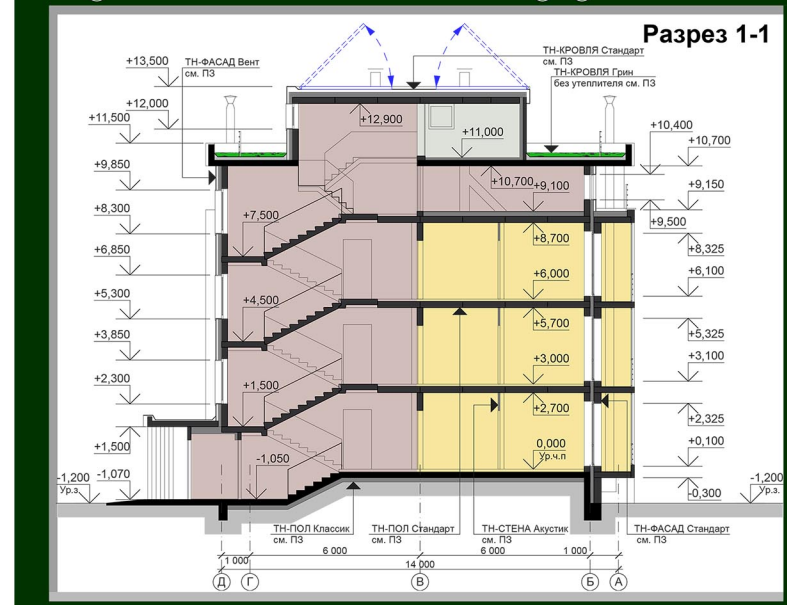 Разрез 1-1
ТН-КРОВЛЯ Стандарт
см. ПЗ
ТН-КРОВЛЯ Грин
без утеплителя см. ПЗ
ТН-ФАСАД Вент
см. ПЗ
+13,500
+12,000
+11,500
+9,850
+8,300
+6,850
+5,300
+3,850
+2,300
+1,500
-1,070
-1,200
Ур.з.
+12,900
+11,000
+10,700
+9,100
+7,500
+8,700
+6,000
+4,500
+5,700
+3,000
+1,500
+2,700
0,000
Ур.ч.п
-1,050
+10,400
+10,700
+9,150
+9,500
+8,325
+6,100
+5,325
+3,100
+2,325
+0,100
-0,300
-1,200
Ур.з.
ТН-ПОЛ Классик
см. ПЗ
ТН-ПОЛ Стандарт
см. ПЗ
ТН-СТЕНА Акустик
см. ПЗ
ТН-ФАСАД Стандарт
см. ПЗ
1 000
6 000
6 000
1 000
14 000
Д
Г
В
Б
А